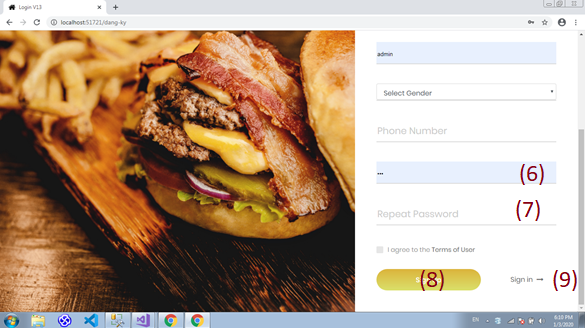 Login V13
localhost:51721/dang-ky
admin
Select Gender
Phone Number
••• (6)
Repeat Password (7)
I agree to the Terms of User
(8) Sign in → (9)
EN
6:10 PM
1/3/2020